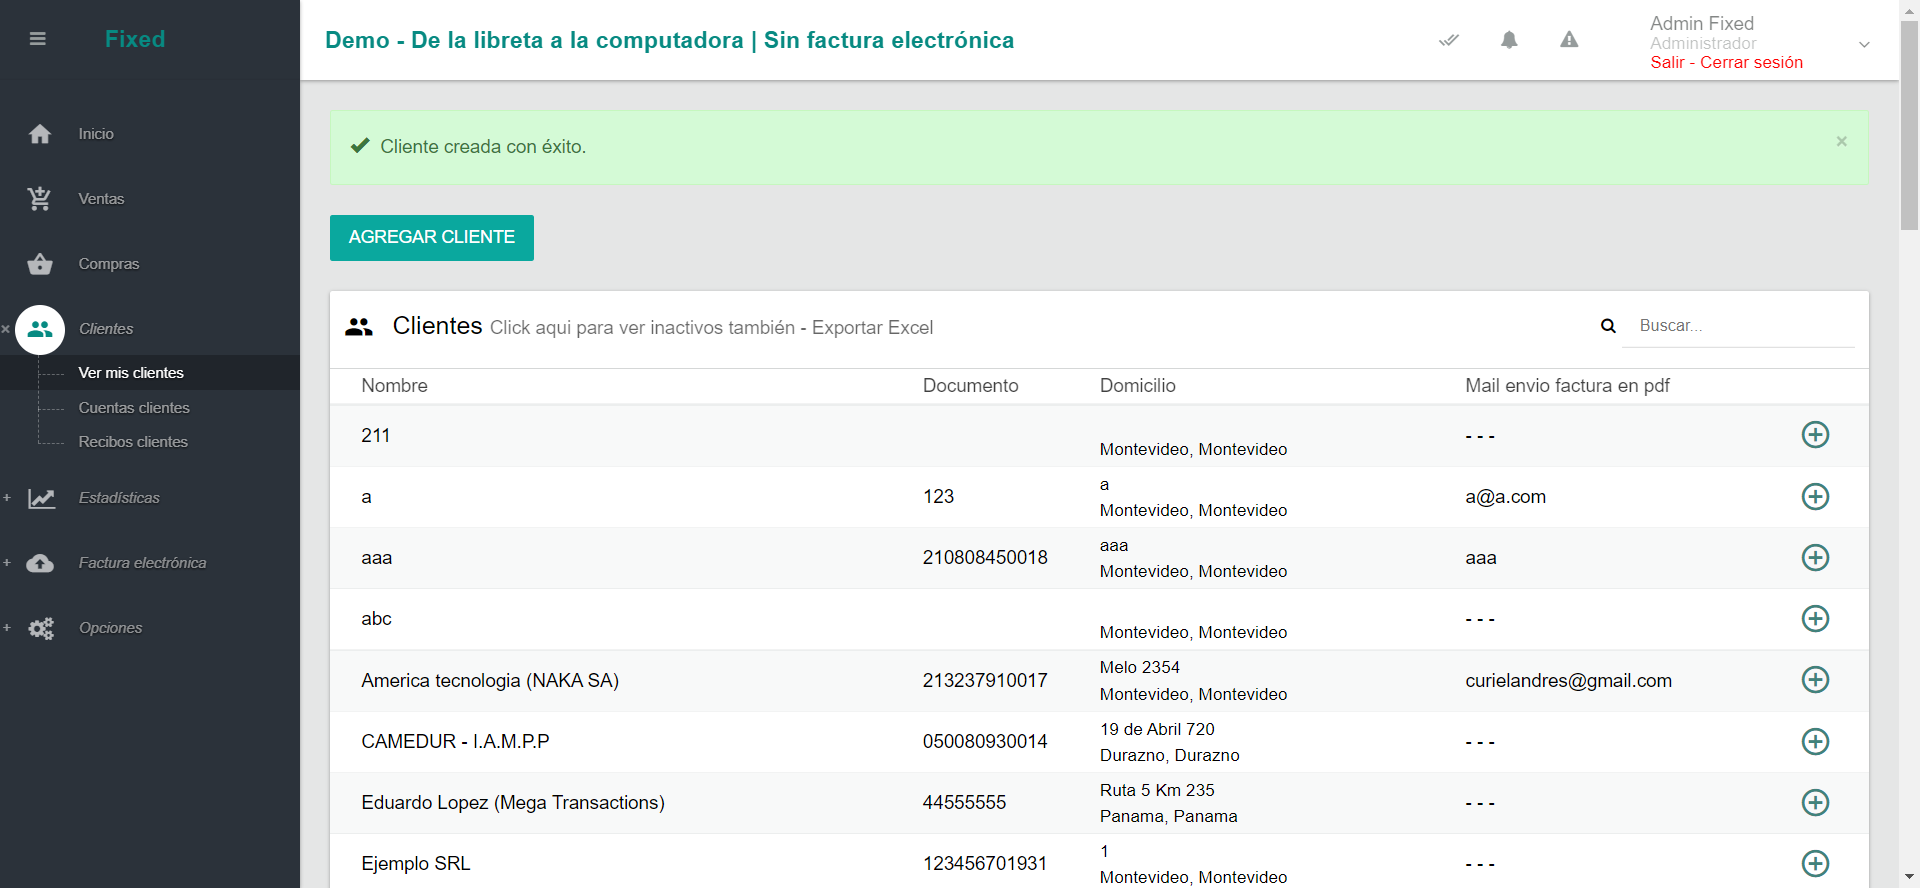 Fixed
Demo - De la libreta a la computadora | Sin factura electrónica
Admin Fixed
Administrador
Salir - Cerrar sesión
Inicio
Ventas
Compras
Clientes
Ver mis clientes
Cuentas clientes
Recibos clientes
Estadísticas
Factura electrónica
Opciones
Cliente creada con éxito.
×
AGREGAR CLIENTE
Clientes Click aqui para ver inactivos también - Exportar Excel
Buscar...
Nombre Documento Domicilio Mail envio factura en pdf
211 Montevideo, Montevideo - - -
a 123 a
Montevideo, Montevideo a@a.com
aaa 210808450018 aaa
Montevideo, Montevideo aaa
abc Montevideo, Montevideo - - -
America tecnologia (NAKA SA) 213237910017 Melo 2354
Montevideo, Montevideo curielandres@gmail.com
CAMEDUR - I.A.M.P.P 050080930014 19 de Abril 720
Durazno, Durazno - - -
Eduardo Lopez (Mega Transactions) 44555555 Ruta 5 Km 235
Panama, Panama - - -
Ejemplo SRL 123456701931 1
Montevideo, Montevideo - - -